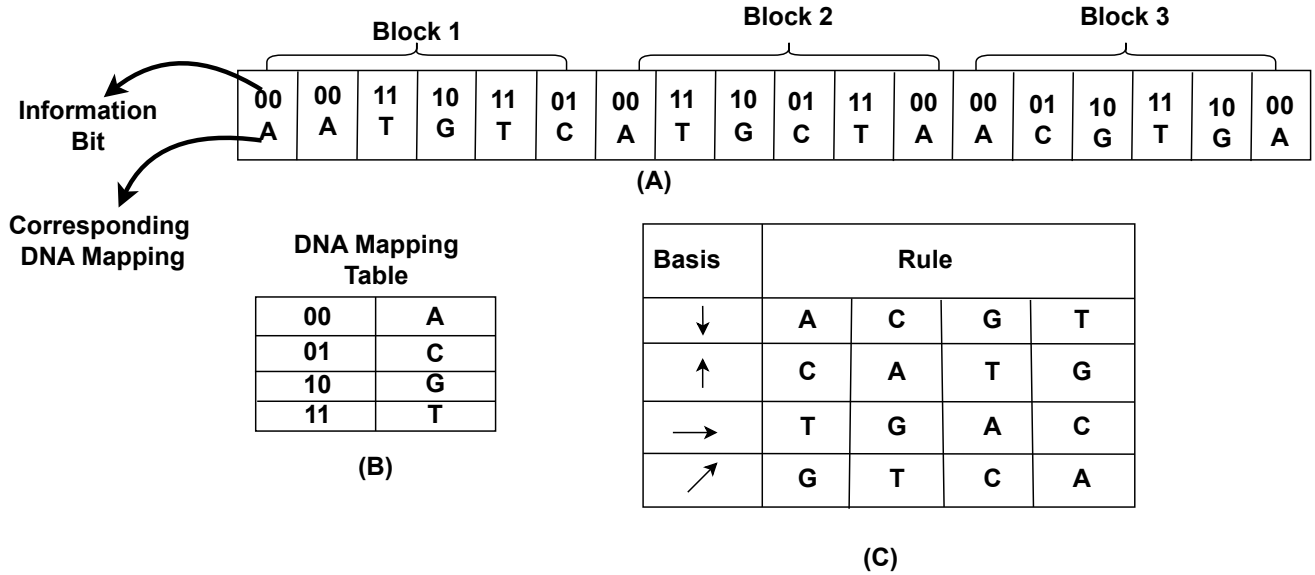 Block 1 Block 2 Block 3
00 00 11 10 11 01 00 11 10 01 11 00 00 01 10 11 10 00
A A T G T C A T G C T A A C G T G A
Information
Bit
(A)
Corresponding
DNA Mapping
DNA Mapping
Table
00 A
01 C
10 G
11 T
(B)
Basis Rule
↓ A C G T
↑ C A T G
→ T G A C
↗ G T C A
(C)